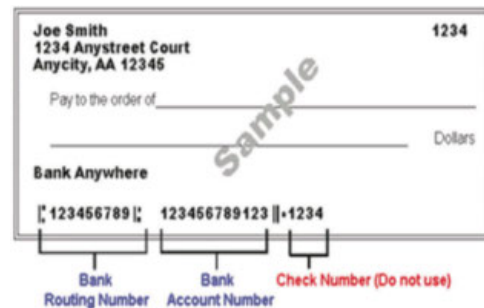 Joe Smith 1234
1234 Anystreet Court
Anycity, AA 12345
Pay to the order of
Sample
Dollars
Bank Anywhere
⑆123456789⑆ 123456789123⑈1234
Bank Bank Check Number (Do not use)
Routing Number Account Number